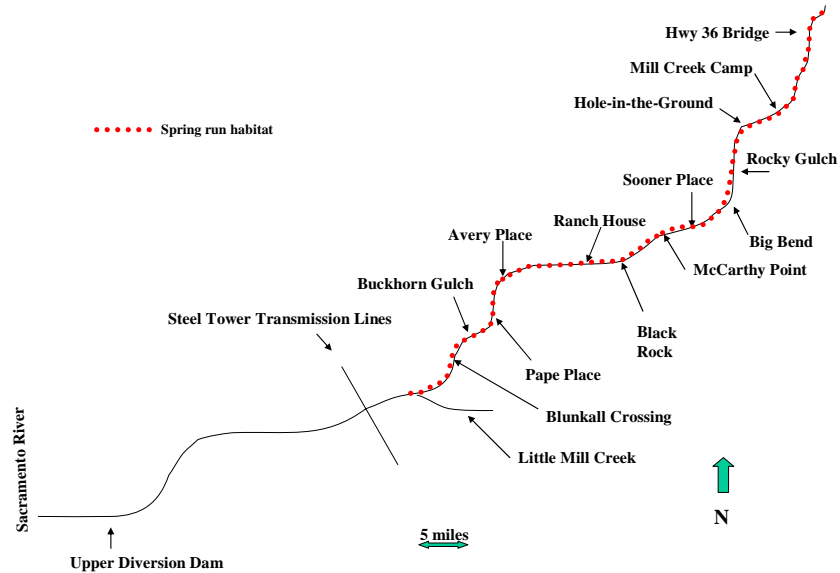 Hwy 36 Bridge
Mill Creek Camp
Hole-in-the-Ground
Spring run habitat
Rocky Gulch
Sooner Place
Ranch House
Avery Place
Big Bend
McCarthy Point
Buckhorn Gulch
Steel Tower Transmission Lines
Black
Rock
Pape Place
Blunkall Crossing
Little Mill Creek
Sacramento River
N
5 miles
Upper Diversion Dam